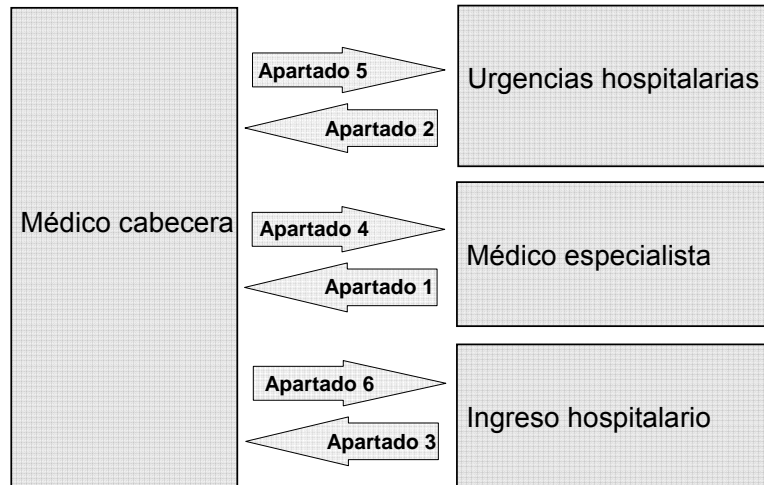 Médico cabecera
Apartado 5
Apartado 2
Urgencias hospitalarias
Apartado 4
Apartado 1
Médico especialista
Apartado 6
Apartado 3
Ingreso hospitalario